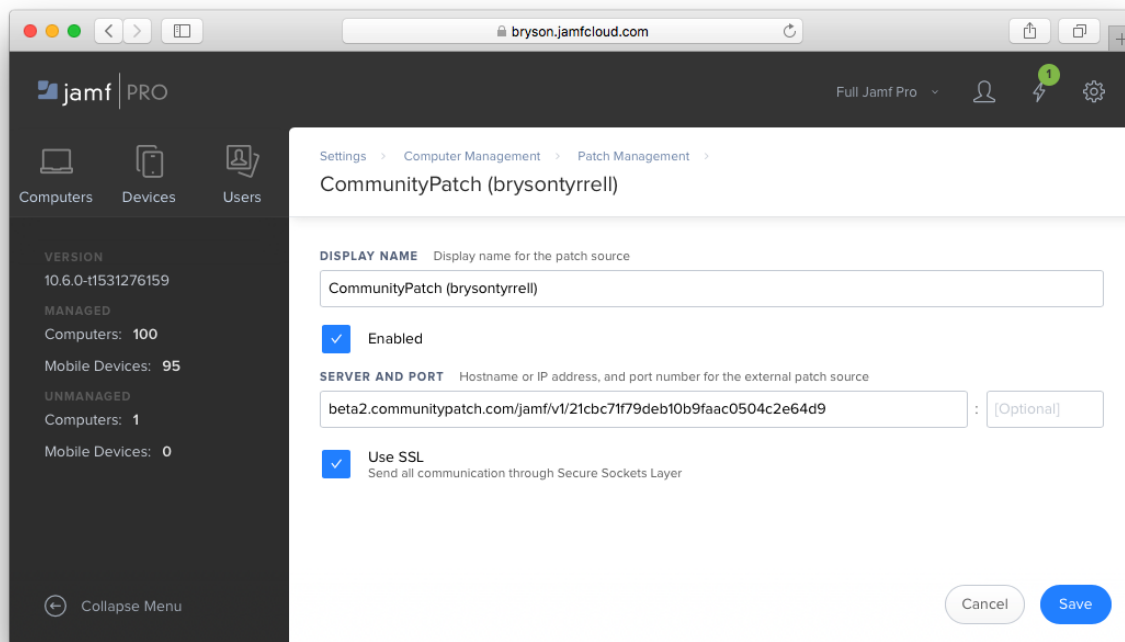 bryson.jamfcloud.com
jamf PRO
Full Jamf Pro
1
Computers
Devices
Users
VERSION
10.6.0-t1531276159
MANAGED
Computers: 100
Mobile Devices: 95
UNMANAGED
Computers: 1
Mobile Devices: 0
Collapse Menu
Settings > Computer Management > Patch Management >
CommunityPatch (brysontyrrell)
DISPLAY NAME Display name for the patch source
CommunityPatch (brysontyrrell)
Enabled
SERVER AND PORT Hostname or IP address, and port number for the external patch source
beta2.communitypatch.com/jamf/v1/21cbc71f79deb10b9faac0504c2e64d9 : [Optional]
Use SSL
Send all communication through Secure Sockets Layer
Cancel
Save